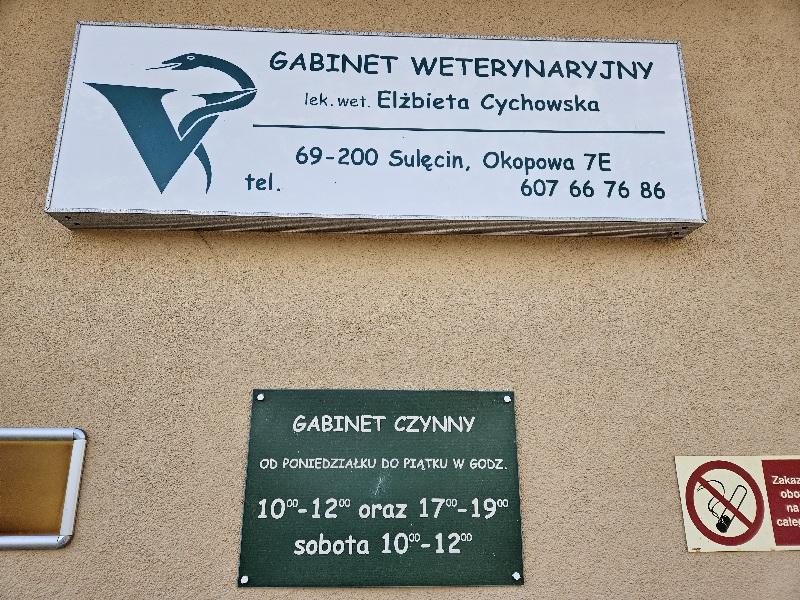 GABINET WETERYNARYJNY
lek. wet. Elżbieta Cychowska
69-200 Sulęcin, Okopowa 7E
tel. 607 66 76 86
GABINET CZYNNY
OD PONIEDZIAŁKU DO PIĄTKU W GODZ.
10⁰⁰-12⁰⁰ oraz 17⁰⁰-19⁰⁰
sobota 10⁰⁰-12⁰⁰
na